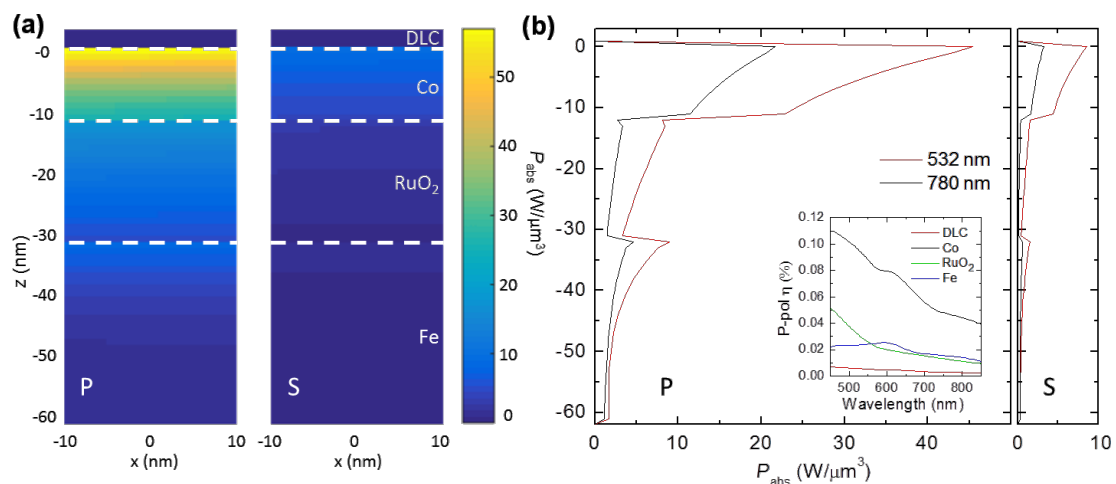 (a)
DLC
-0
Co
-10
-20
RuO2
-30
z (nm)
-40
Fe
-50
P
S
-60
-10
0
10
-10
0
10
x (nm)
x (nm)
50
40
30
20
10
0
Pabs (W/μm³)
(b)
0
-10
-20
-30
-40
-50
-60
532 nm
780 nm
0.12
0.10
0.08
0.06
0.04
0.02
0.00
P-pol η (%)
DLC
Co
RuO2
Fe
500
600
700
800
Wavelength (nm)
P
S
0
10
20
30
40
0
10
Pabs (W/μm³)